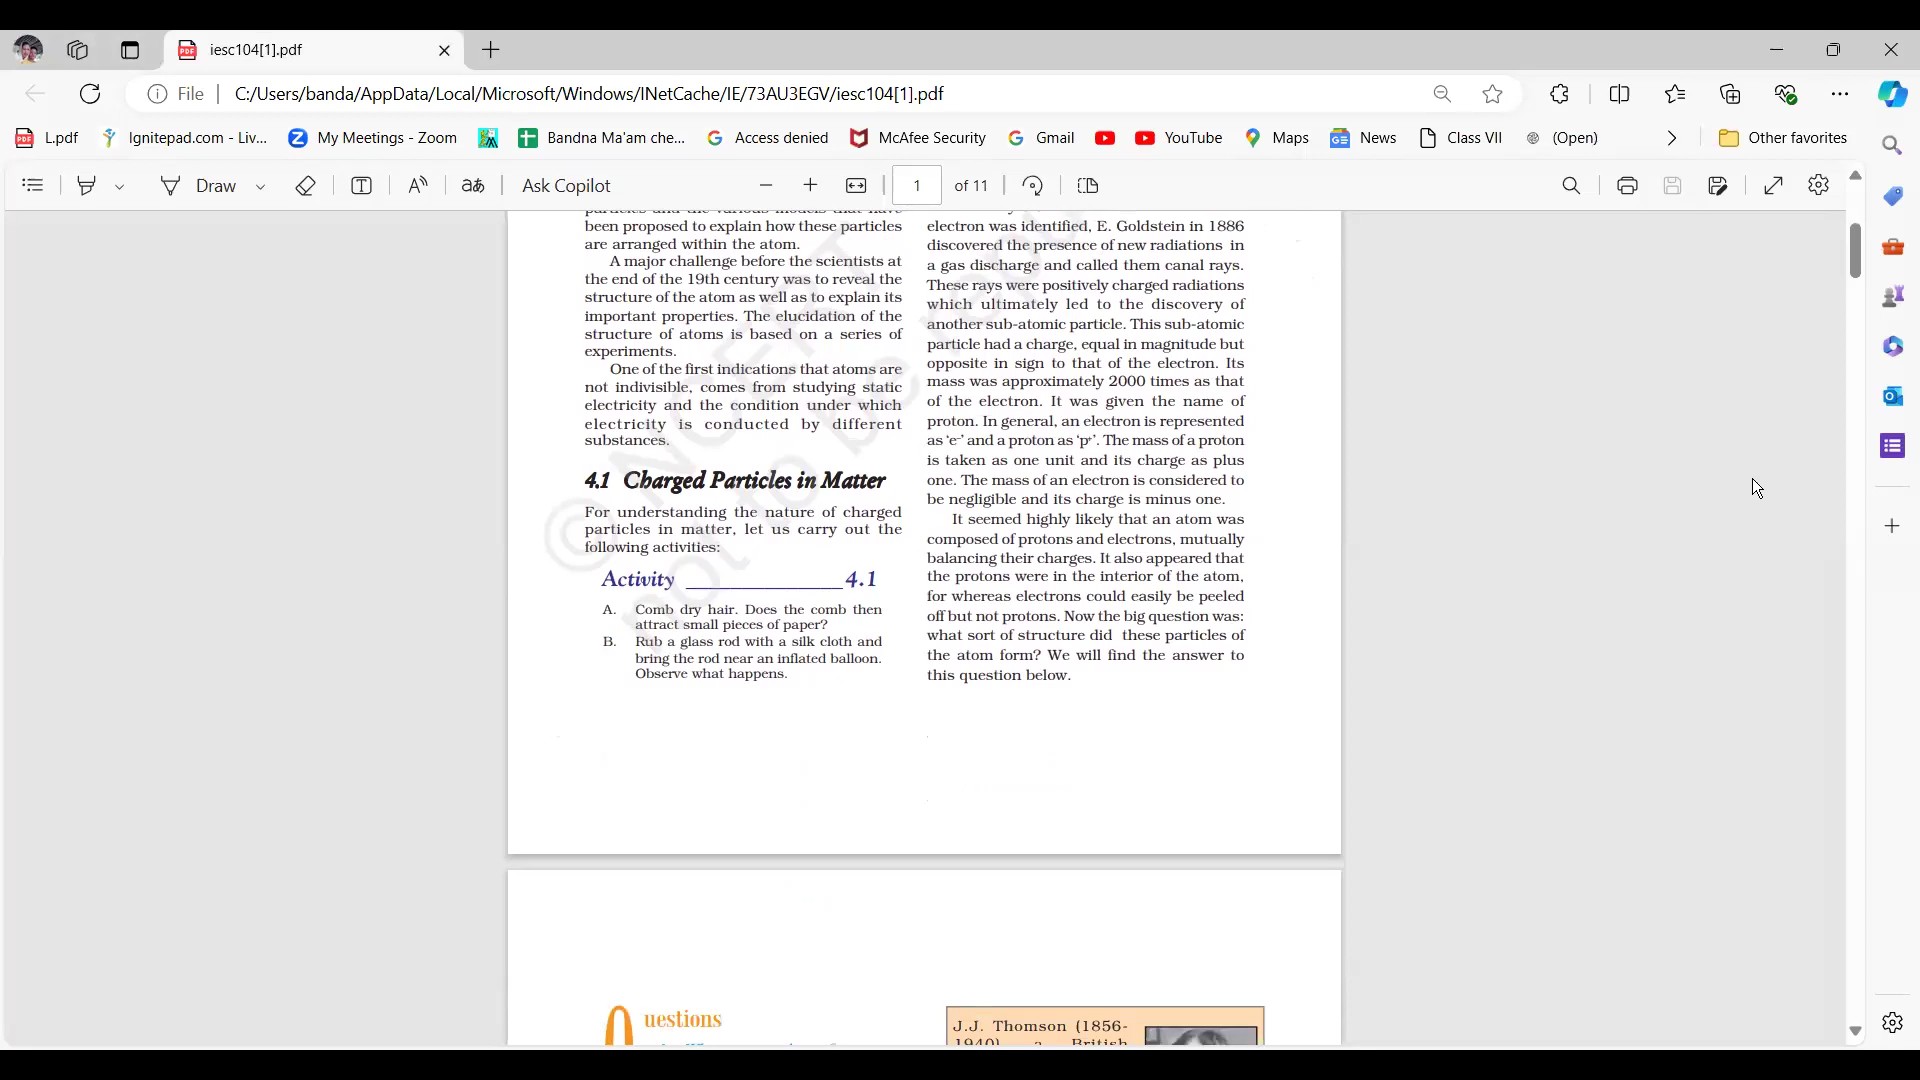 iesc104[1].pdf
File
C:/Users/banda/AppData/Local/Microsoft/Windows/INetCache/IE/73AU3EGV/iesc104[1].pdf
L.pdf
Ignitepad.com - Liv...
My Meetings - Zoom
Bandna Ma'am che...
Access denied
McAfee Security
Gmail
YouTube
Maps
News
Class VII
(Open)
Other favorites
Draw
Ask Copilot
1 of 11
particles and the various models that have
been proposed to explain how these particles
are arranged within the atom.
A major challenge before the scientists at
the end of the 19th century was to reveal the
structure of the atom as well as to explain its
important properties. The elucidation of the
structure of atoms is based on a series of
experiments.
One of the first indications that atoms are
not indivisible, comes from studying static
electricity and the condition under which
electricity is conducted by different
substances.
4.1 Charged Particles in Matter
For understanding the nature of charged
particles in matter, let us carry out the
following activities:
Activity ______________ 4.1
A. Comb dry hair. Does the comb then
attract small pieces of paper?
B. Rub a glass rod with a silk cloth and
bring the rod near an inflated balloon.
Observe what happens.
electron was identified, E. Goldstein in 1886
discovered the presence of new radiations in
a gas discharge and called them canal rays.
These rays were positively charged radiations
which ultimately led to the discovery of
another sub-atomic particle. This sub-atomic
particle had a charge, equal in magnitude but
opposite in sign to that of the electron. Its
mass was approximately 2000 times as that
of the electron. It was given the name of
proton. In general, an electron is represented
as ‘e⁻’ and a proton as ‘p⁺’. The mass of a proton
is taken as one unit and its charge as plus
one. The mass of an electron is considered to
be negligible and its charge is minus one.
It seemed highly likely that an atom was
composed of protons and electrons, mutually
balancing their charges. It also appeared that
the protons were in the interior of the atom,
for whereas electrons could easily be peeled
off but not protons. Now the big question was:
what sort of structure did these particles of
the atom form? We will find the answer to
this question below.
© NCERT
not to be
Questions
J.J. Thomson (1856-
1940) a British